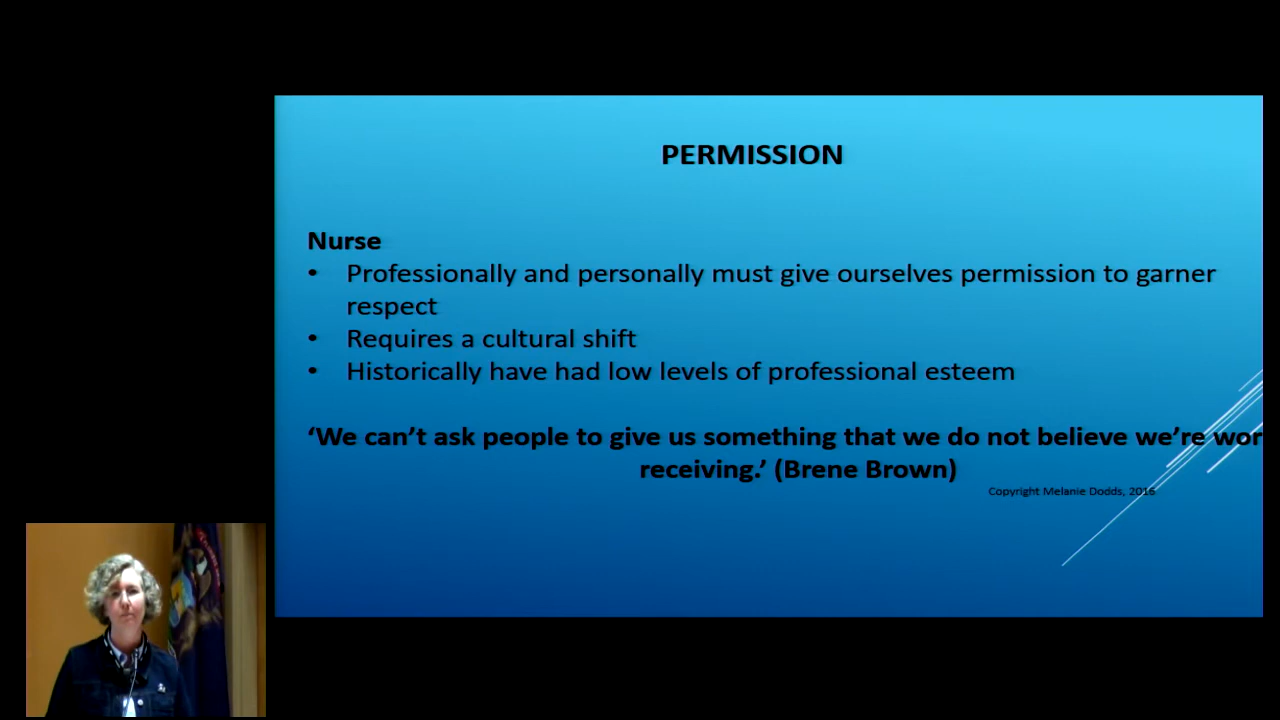 PERMISSION
Nurse
• Professionally and personally must give ourselves permission to garner
respect
• Requires a cultural shift
• Historically have had low levels of professional esteem
‘We can’t ask people to give us something that we do not believe we’re wor
receiving.’ (Brene Brown)
Copyright Melanie Dodds, 2016